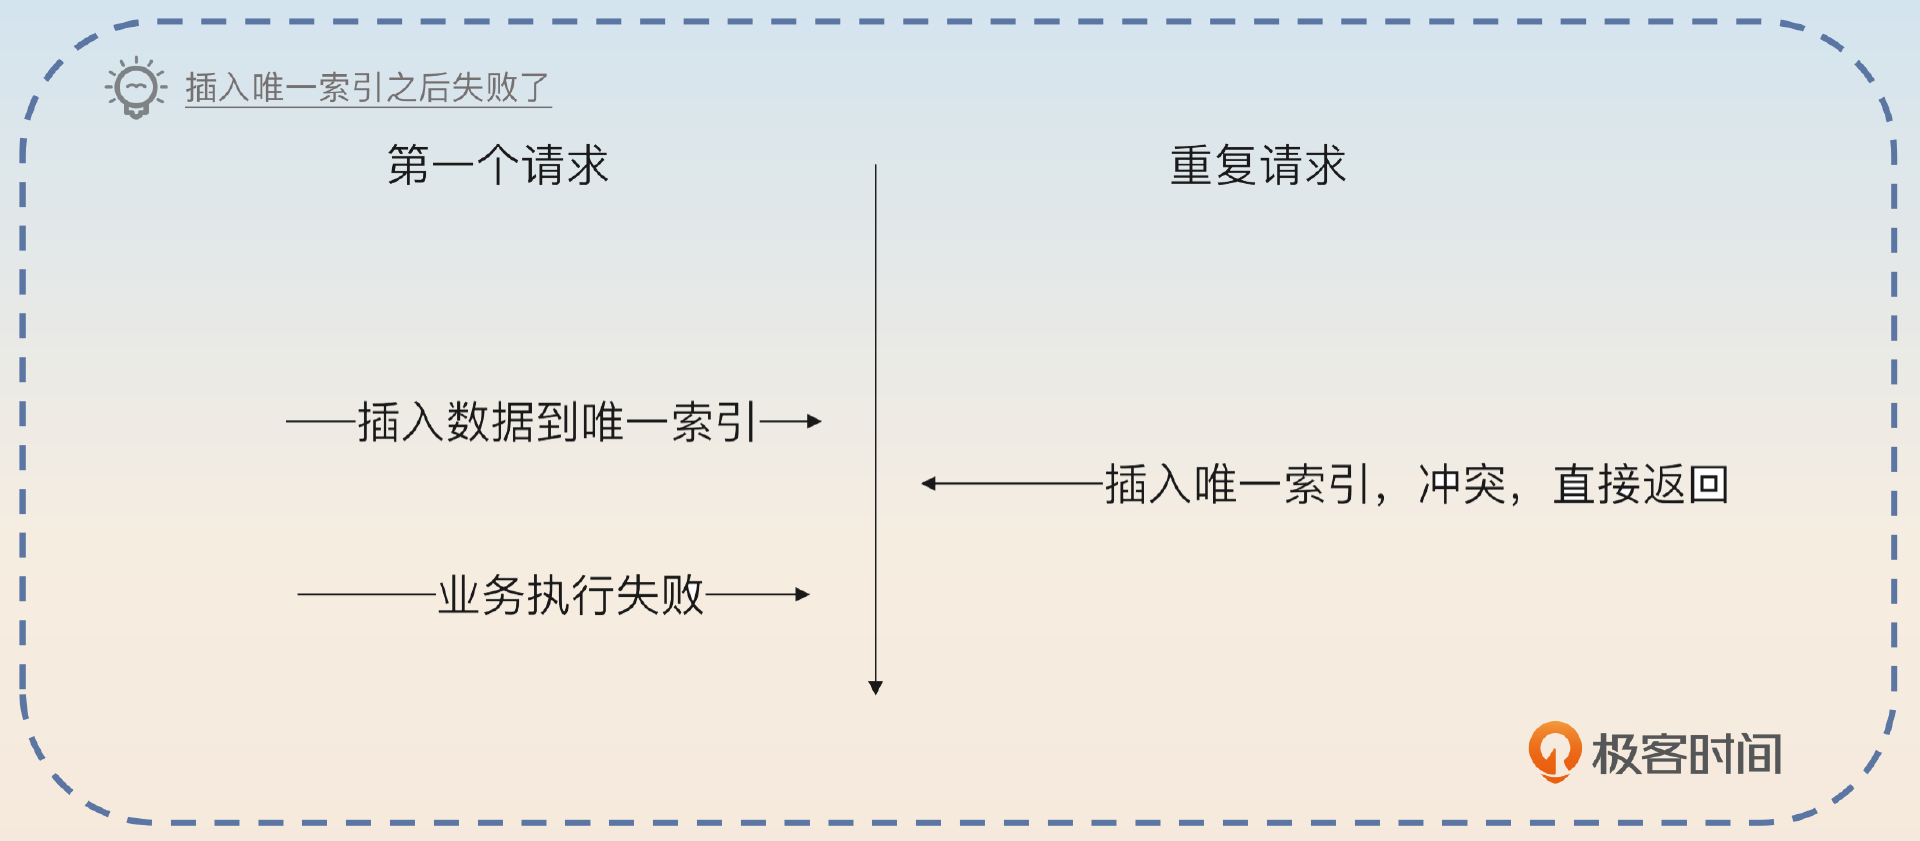 插入唯一索引之后失败了
第一个请求
重复请求
插入数据到唯一索引
插入唯一索引，冲突，直接返回
业务执行失败
极客时间